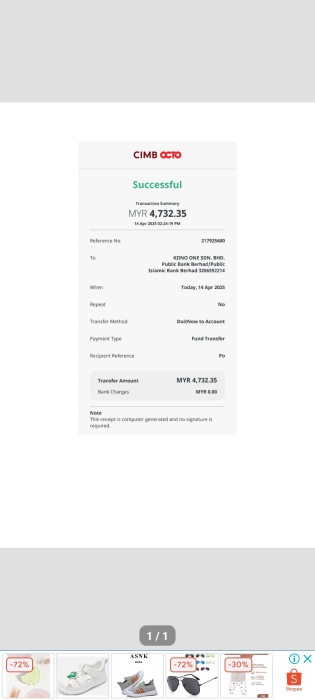 CIMB OCTO
Successful
Transaction Summary
MYR 4,732.35
14 Apr 2025 02:24:19 PM
Reference No. 217925600
To KIINO ONE SDN. BHD.
Public Bank Berhad/Public
Islamic Bank Berhad 3206592214
When Today, 14 Apr 2025
Repeat No
Transfer Method DuitNow to Account
Payment Type Fund Transfer
Recipient Reference Po
Transfer Amount MYR 4,732.35
Bank Charges MYR 0.00
Note
This receipt is computer generated and no signature is
required.
1 / 1
-72%
ASNK
-72%
-30%
Shopee